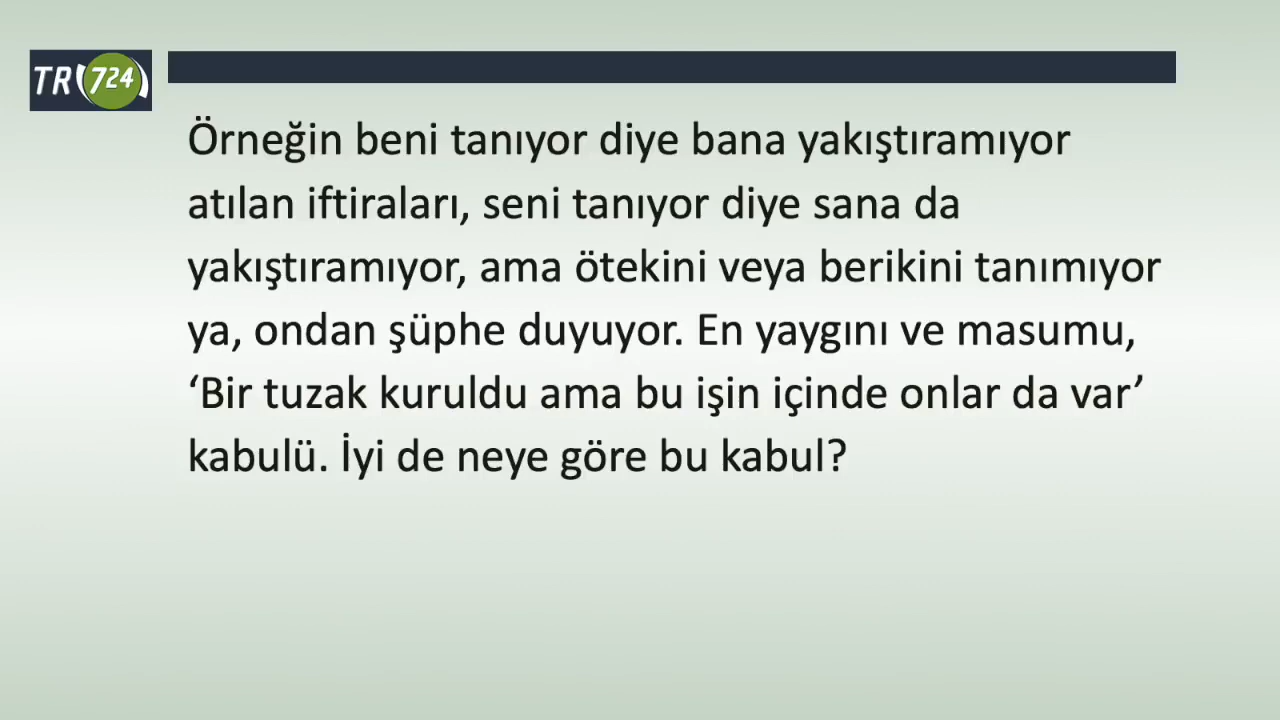 TR724
Örneğin beni tanıyor diye bana yakıştıramıyor
atılan iftiraları, seni tanıyor diye sana da
yakıştıramıyor, ama ötekini veya berikini tanımıyor
ya, ondan şüphe duyuyor. En yaygını ve masumu,
‘Bir tuzak kuruldu ama bu işin içinde onlar da var’
kabulü. İyi de neye göre bu kabul?